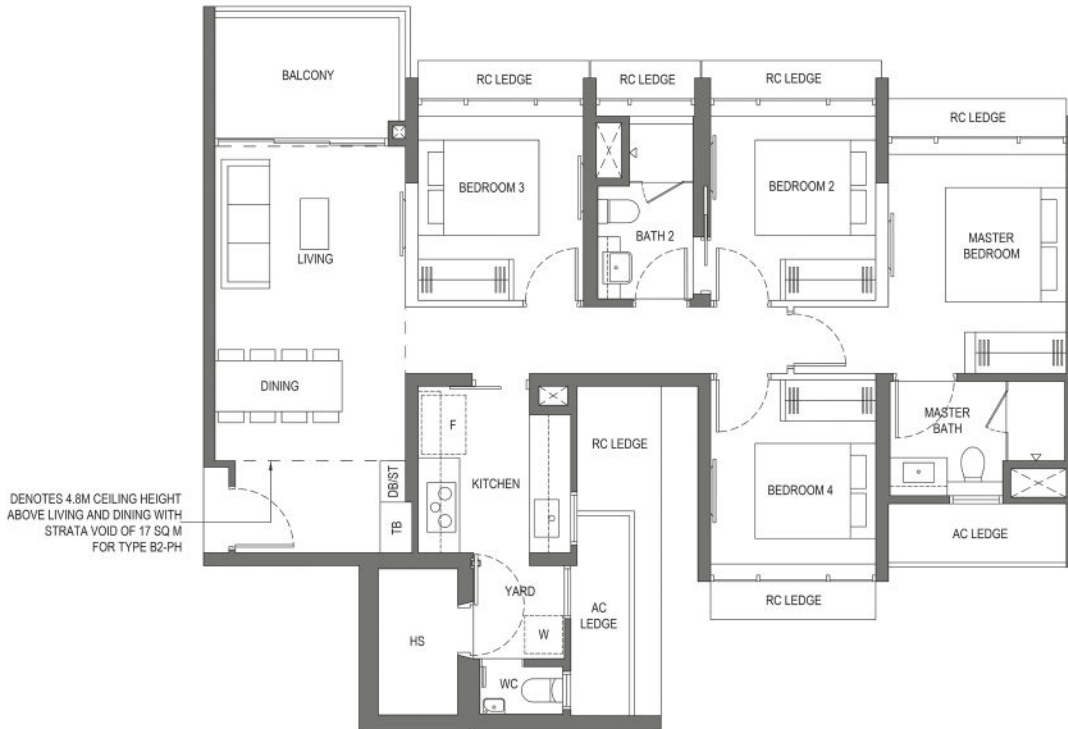 BALCONY
RC LEDGE
RC LEDGE
RC LEDGE
RC LEDGE
BEDROOM 3
BEDROOM 2
BATH 2
MASTER
BEDROOM
LIVING
DINING
F
MASTER
BATH
RC LEDGE
KITCHEN
DB/ST
BEDROOM 4
DENOTES 4.8M CEILING HEIGHT
ABOVE LIVING AND DINING WITH
STRATA VOID OF 17 SQ M
FOR TYPE B2-PH
TB
AC LEDGE
YARD
RC LEDGE
AC
LEDGE
HS
W
WC